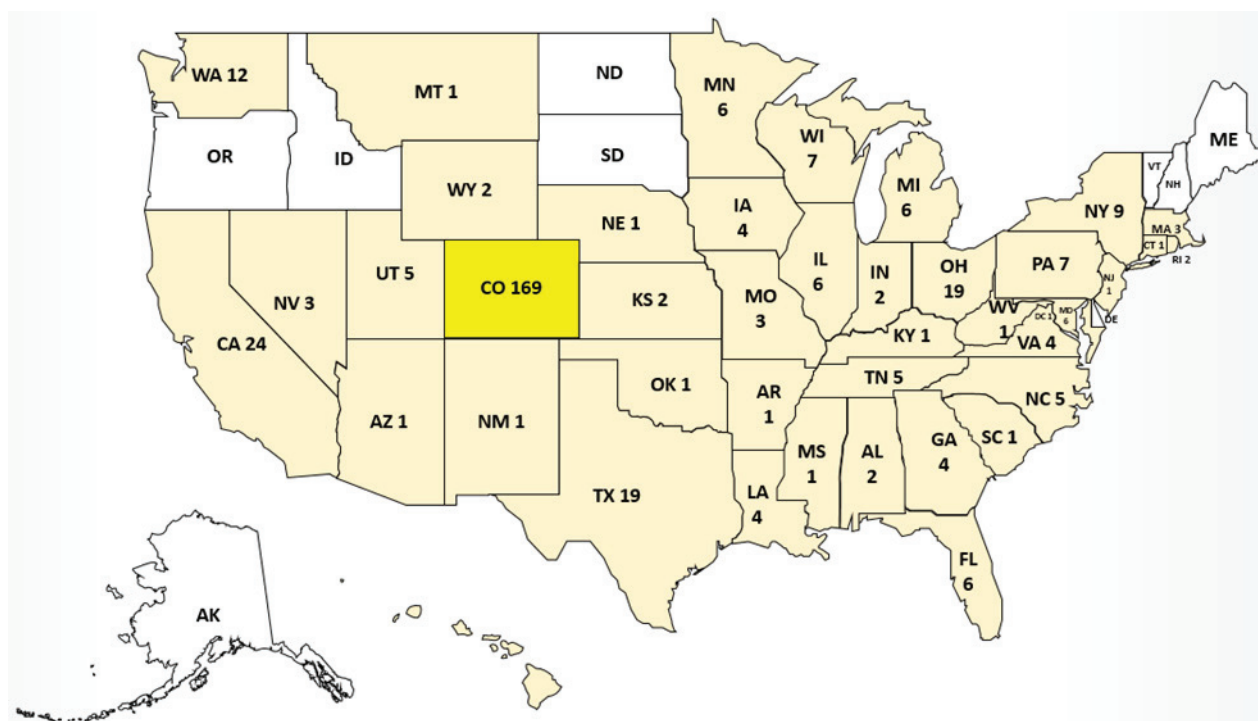 WA 12
MT 1
ND
MN
6
OR
ID
SD
WI
7
ME
VT
NH
WY 2
MI
6
NY 9
MA 3
CT 1
RI 2
NE 1
IA
4
UT 5
CO 169
KS 2
IL
6
IN
2
OH
19
PA 7
NJ
1
NV 3
MO
3
WV
1
DC 1
MD
6
DE
CA 24
KY 1
VA 4
AZ 1
NM 1
OK 1
AR
1
TN 5
NC 5
TX 19
LA
4
MS
1
AL
2
GA
4
SC 1
FL
6
AK